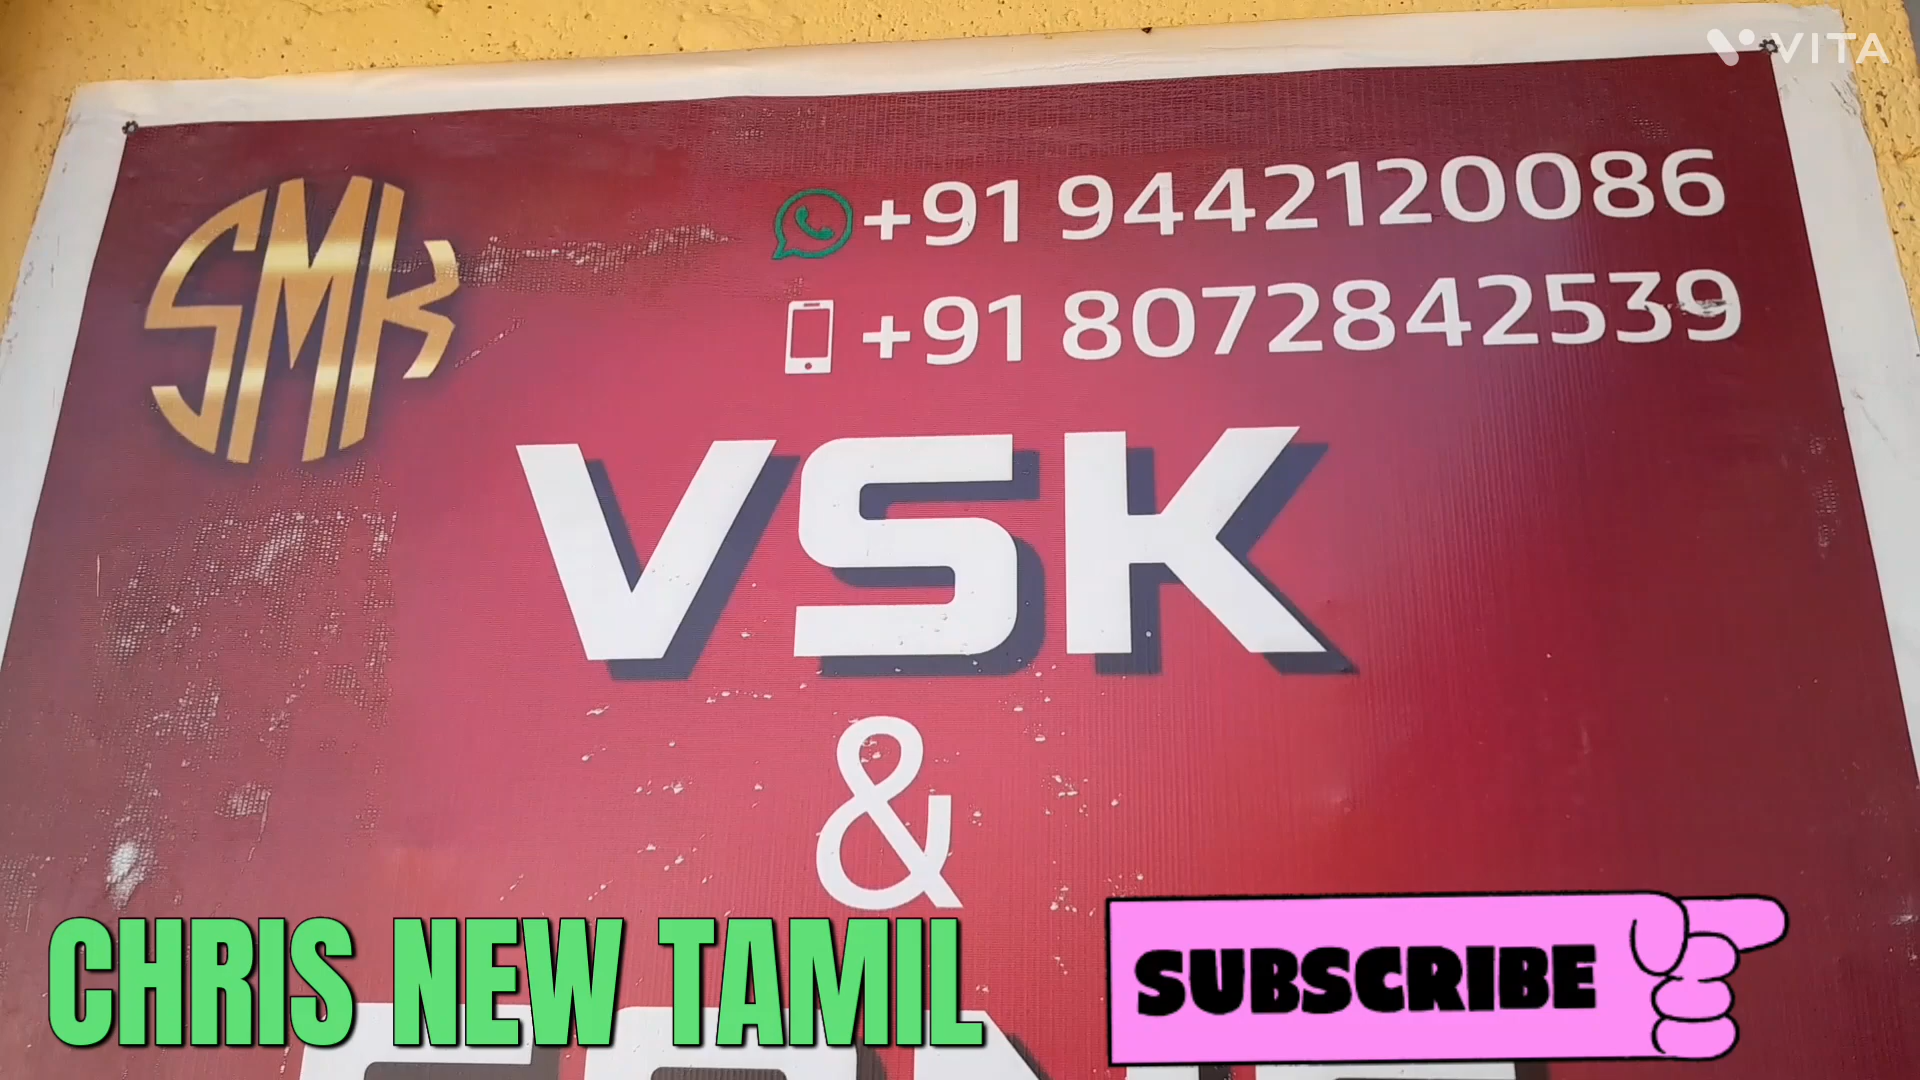 VITA
SMK
+91 9442120086
+91 8072842539
VSK
&
CHRIS NEW TAMIL
SUBSCRIBE